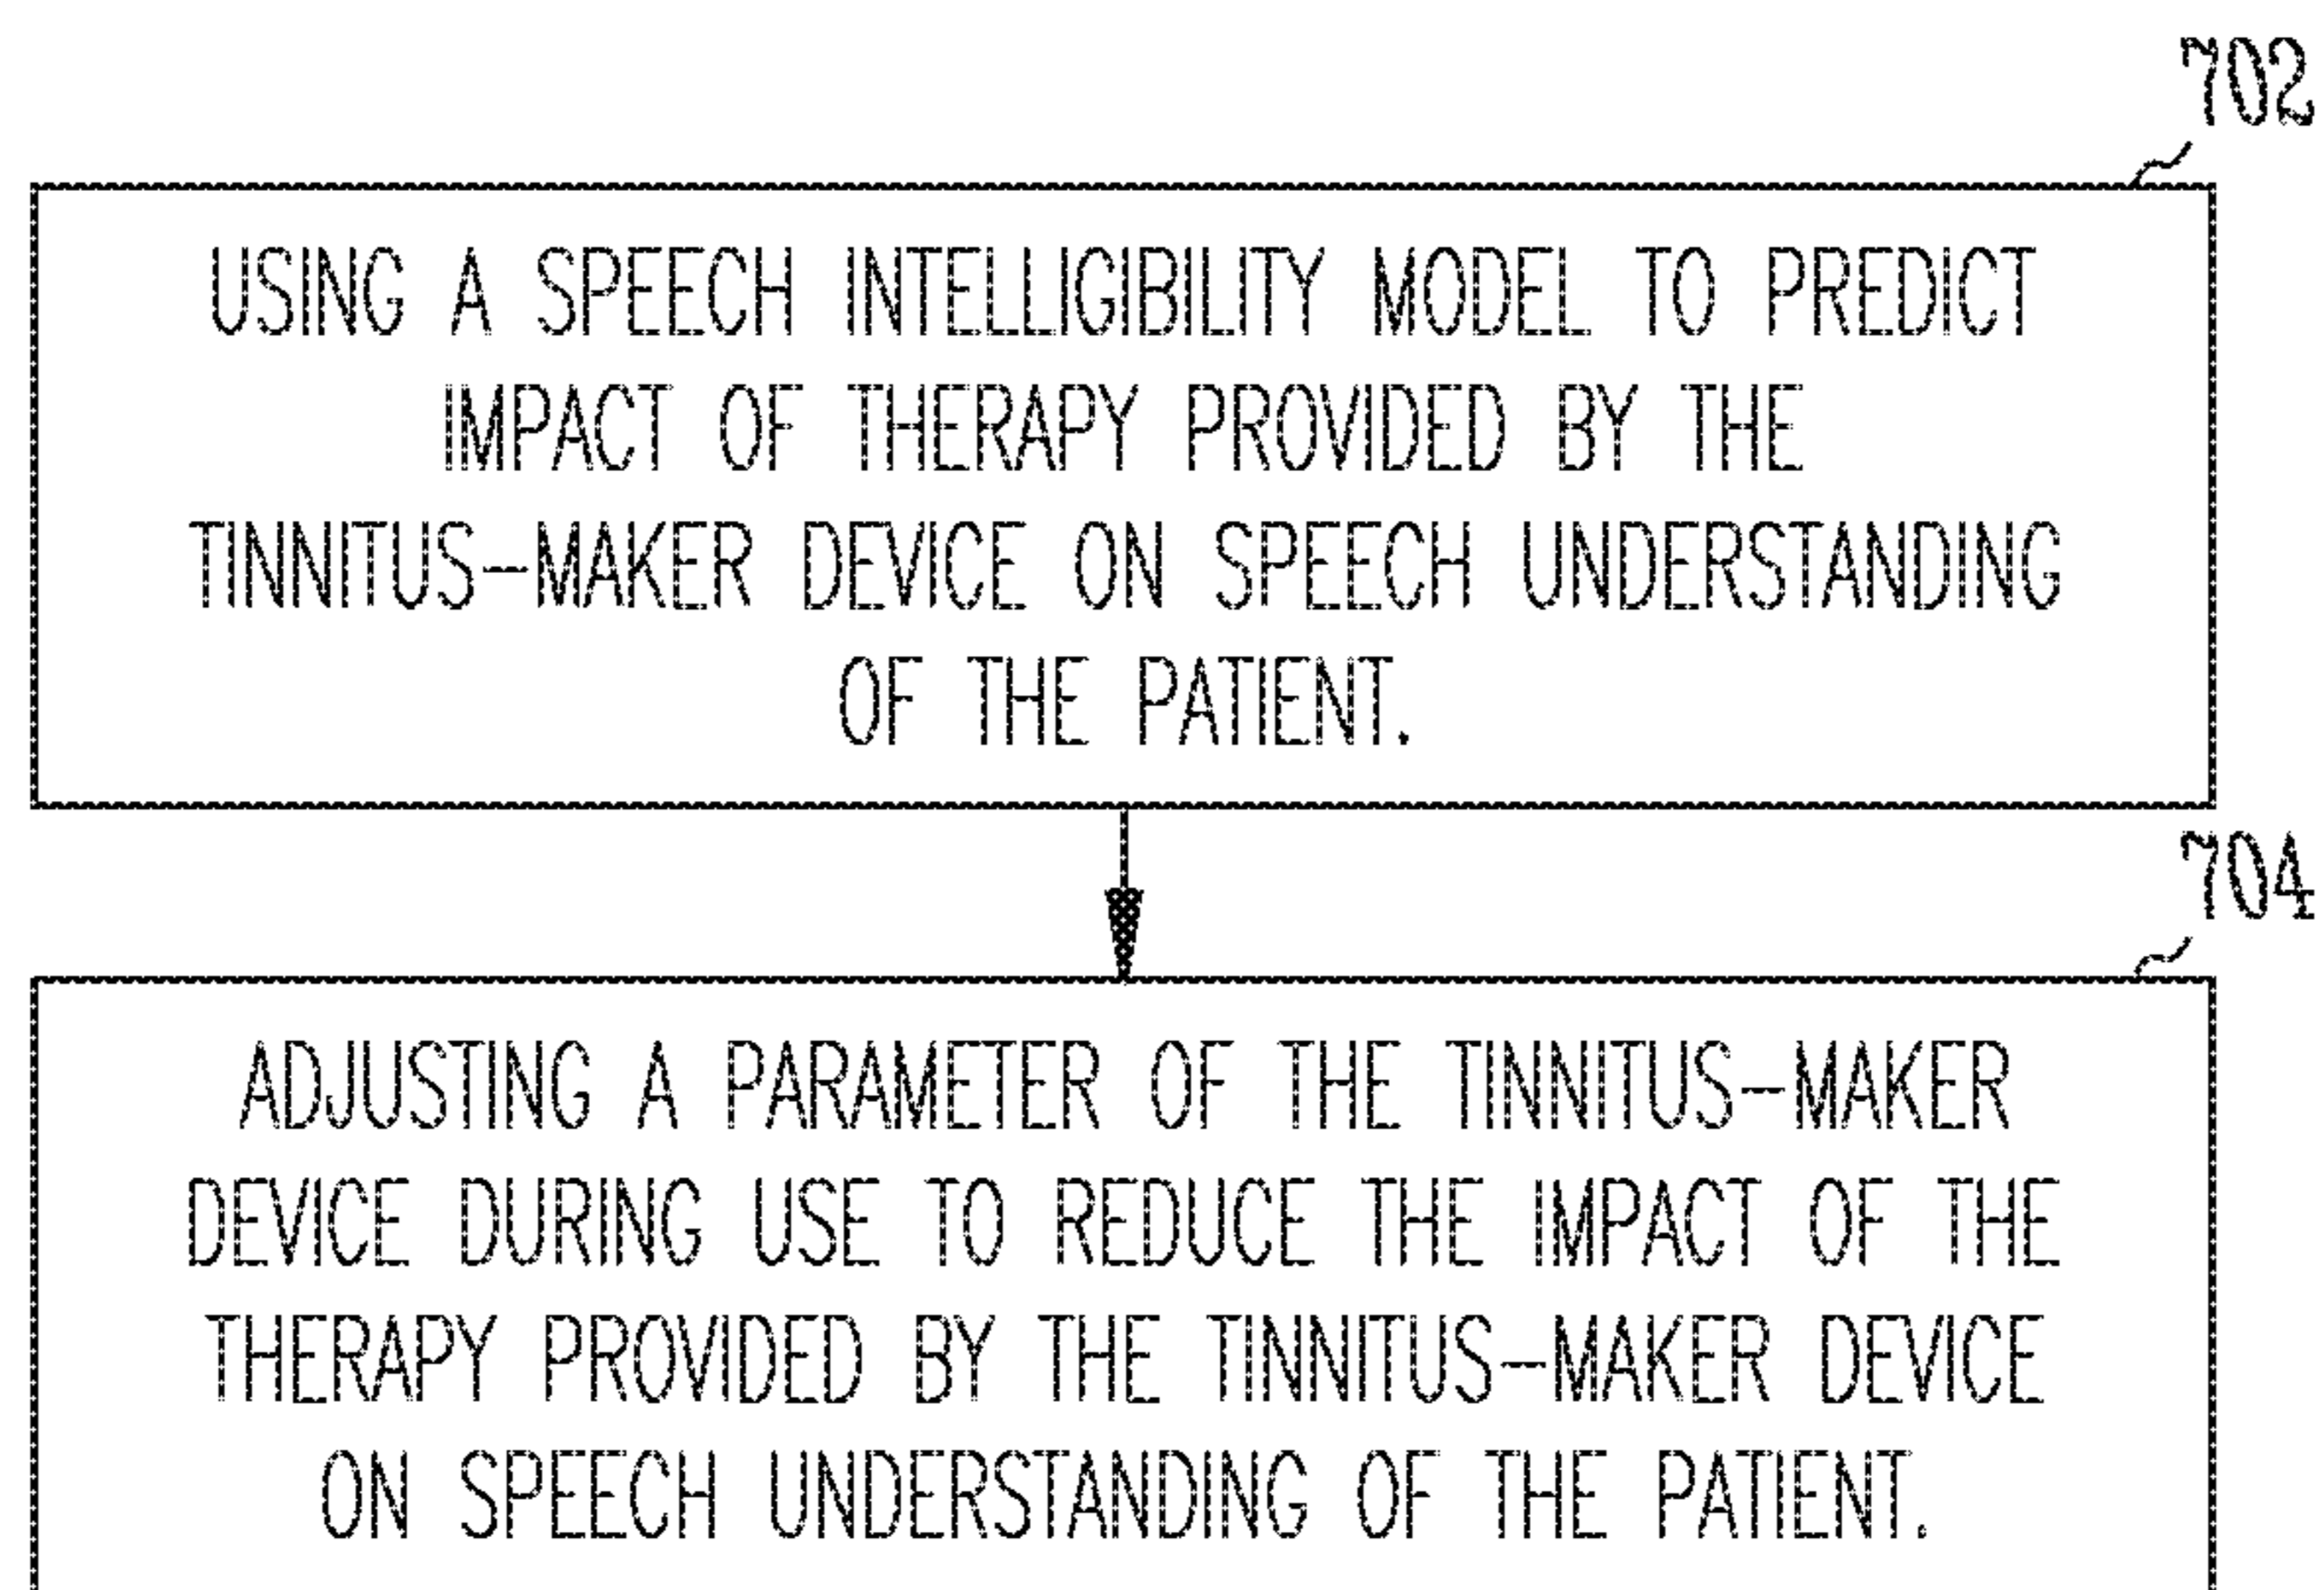 702
USING A SPEECH INTELLIGIBILITY MODEL TO PREDICT
IMPACT OF THERAPY PROVIDED BY THE
TINNITUS-MAKER DEVICE ON SPEECH UNDERSTANDING
OF THE PATIENT.
704
ADJUSTING A PARAMETER OF THE TINNITUS-MAKER
DEVICE DURING USE TO REDUCE THE IMPACT OF THE
THERAPY PROVIDED BY THE TINNITUS-MAKER DEVICE
ON SPEECH UNDERSTANDING OF THE PATIENT.